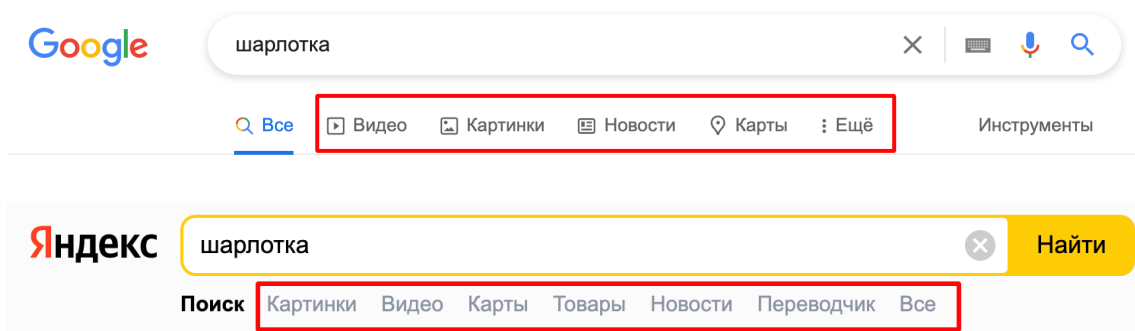 Google шарлотка
Все Видео Картинки Новости Карты Ещё Инструменты
Яндекс шарлотка Найти
Поиск Картинки Видео Карты Товары Новости Переводчик Все